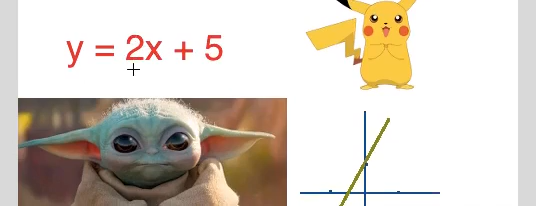 y = 2x + 5